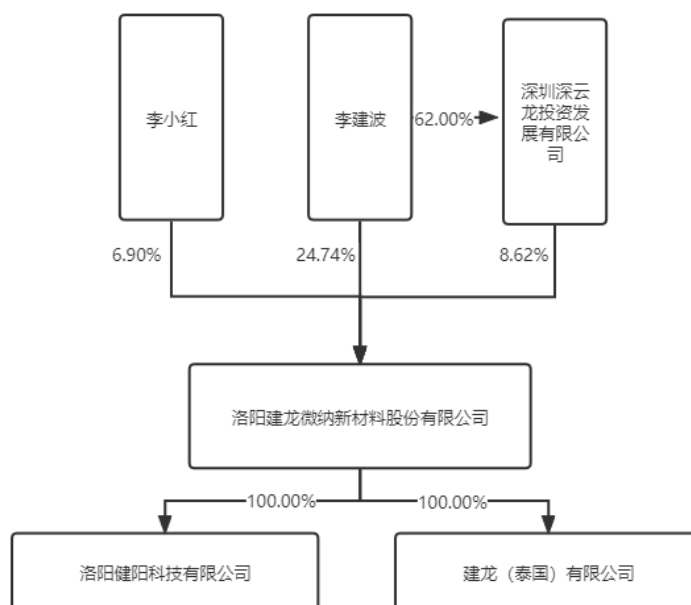 李小红
李建波
62.00%
深圳深云
龙投资发
展有限公
司
6.90%
24.74%
8.62%
洛阳建龙微纳新材料股份有限公司
100.00%
100.00%
洛阳健阳科技有限公司
建龙（泰国）有限公司